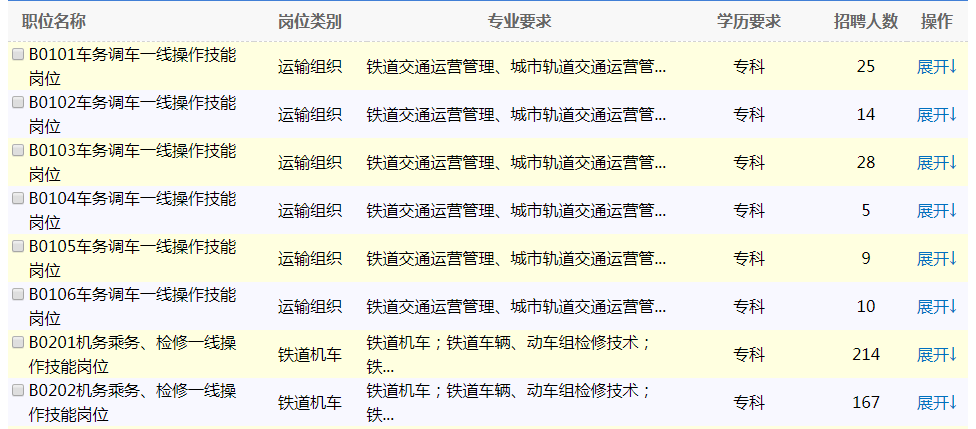 职位名称 岗位类别 专业要求 学历要求 招聘人数 操作
B0101车务调车一线操作技能
岗位 运输组织 铁道交通运营管理、城市轨道交通运营管... 专科 25 展开↓
B0102车务调车一线操作技能
岗位 运输组织 铁道交通运营管理、城市轨道交通运营管... 专科 14 展开↓
B0103车务调车一线操作技能
岗位 运输组织 铁道交通运营管理、城市轨道交通运营管... 专科 28 展开↓
B0104车务调车一线操作技能
岗位 运输组织 铁道交通运营管理、城市轨道交通运营管... 专科 5 展开↓
B0105车务调车一线操作技能
岗位 运输组织 铁道交通运营管理、城市轨道交通运营管... 专科 9 展开↓
B0106车务调车一线操作技能
岗位 运输组织 铁道交通运营管理、城市轨道交通运营管... 专科 10 展开↓
B0201机务乘务、检修一线操
作技能岗位 铁道机车 铁道机车；铁道车辆、动车组检修技术；
铁... 专科 214 展开↓
B0202机务乘务、检修一线操
作技能岗位 铁道机车 铁道机车；铁道车辆、动车组检修技术；
铁... 专科 167 展开↓